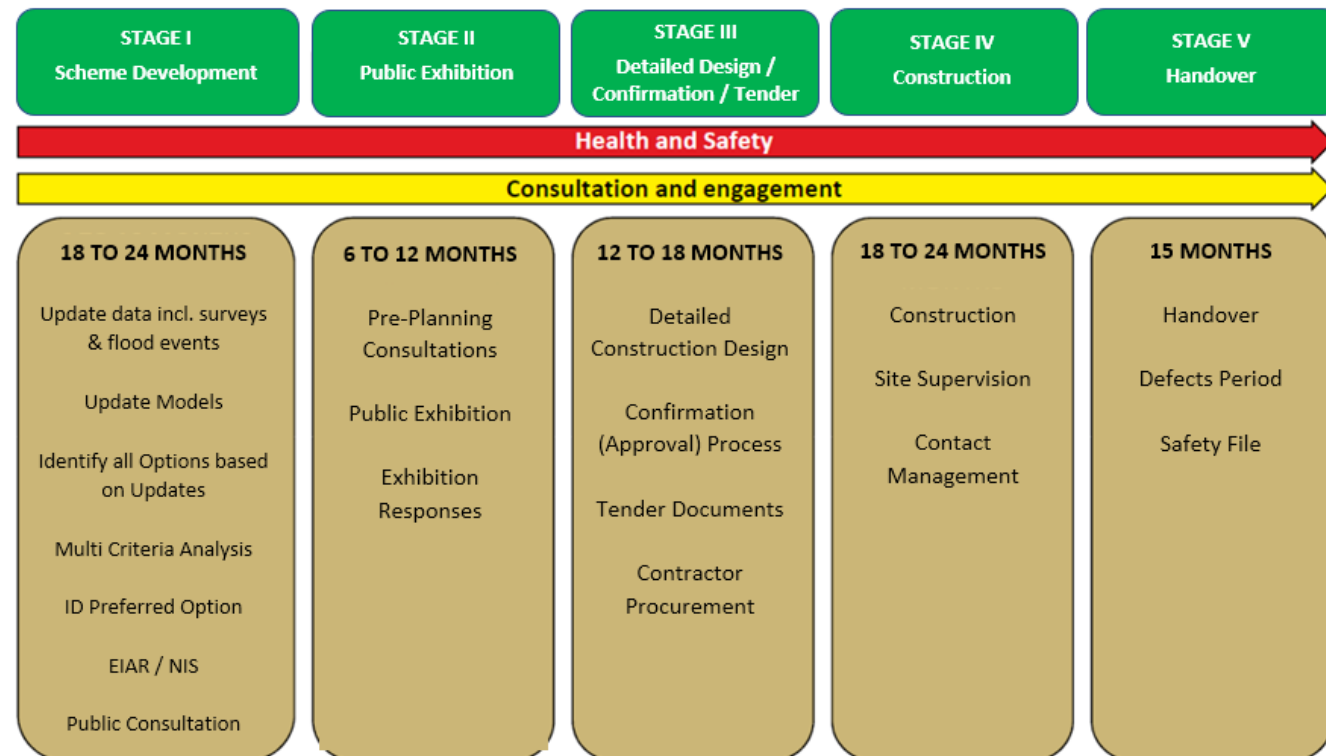 STAGE I
Scheme Development
STAGE II
Public Exhibition
STAGE III
Detailed Design /
Confirmation / Tender
STAGE IV
Construction
STAGE V
Handover
Health and Safety
Consultation and engagement
18 TO 24 MONTHS
Update data incl. surveys
& flood events
Update Models
Identify all Options based
on Updates
Multi Criteria Analysis
ID Preferred Option
EIAR / NIS
Public Consultation
6 TO 12 MONTHS
Pre-Planning
Consultations
Public Exhibition
Exhibition
Responses
12 TO 18 MONTHS
Detailed
Construction Design
Confirmation
(Approval) Process
Tender Documents
Contractor
Procurement
18 TO 24 MONTHS
Construction
Site Supervision
Contact
Management
15 MONTHS
Handover
Defects Period
Safety File